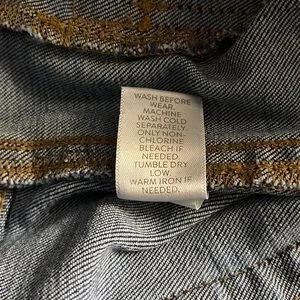 WASH BEFORE
WEAR.
MACHINE
WASH COLD
SEPARATELY.
ONLY NON-
CHLORINE
BLEACH IF
NEEDED.
TUMBLE DRY
LOW.
WARM IRON IF
NEEDED.